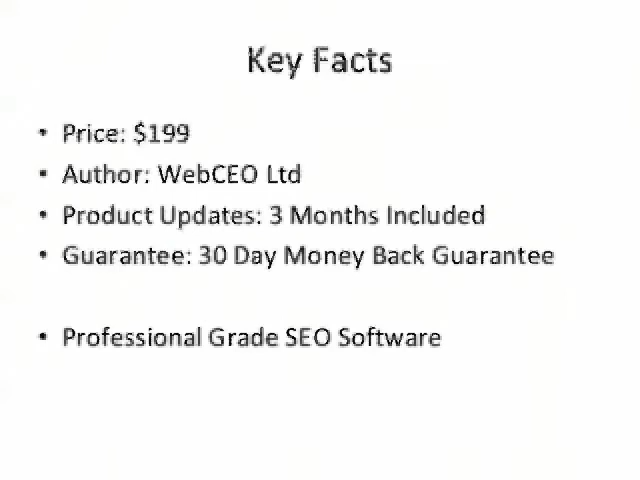 Key Facts
• Price: $199
• Author: WebCEO Ltd
• Product Updates: 3 Months Included
• Guarantee: 30 Day Money Back Guarantee
• Professional Grade SEO Software